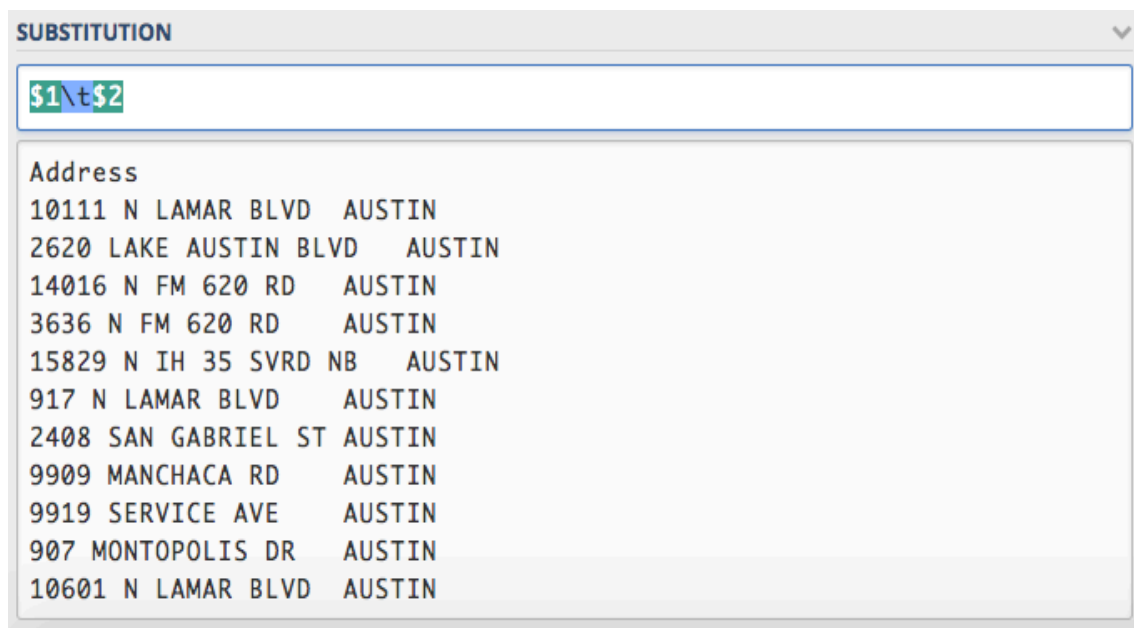 SUBSTITUTION
$1\t$2
Address
10111 N LAMAR BLVD  AUSTIN
2620 LAKE AUSTIN BLVD   AUSTIN
14016 N FM 620 RD   AUSTIN
3636 N FM 620 RD    AUSTIN
15829 N IH 35 SVRD NB   AUSTIN
917 N LAMAR BLVD    AUSTIN
2408 SAN GABRIEL ST AUSTIN
9909 MANCHACA RD    AUSTIN
9919 SERVICE AVE    AUSTIN
907 MONTOPOLIS DR   AUSTIN
10601 N LAMAR BLVD  AUSTIN